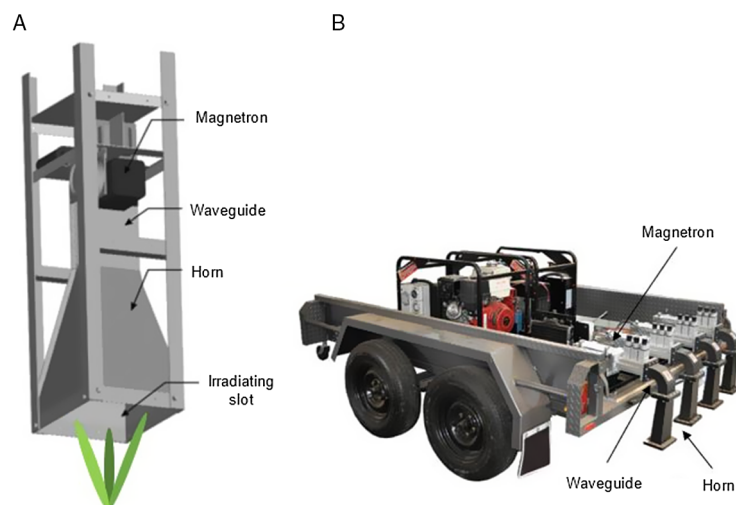 A
B
Magnetron
Waveguide
Horn
Irradiating
slot
Magnetron
Waveguide
Horn